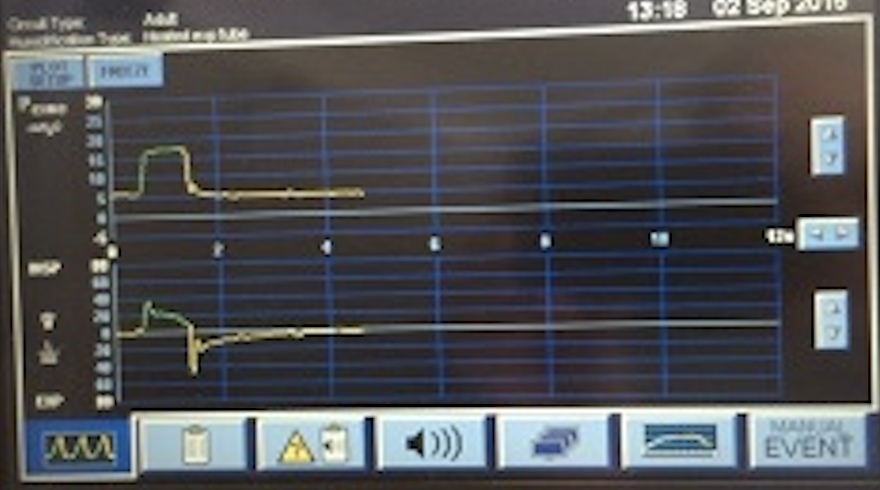 13:18 02 Sep 2016
Circuit Type: Adult
Humidification Type: Heated exp tube
PLOT SETUP
FREEZE
30
25
20
15
10
5
0
-5
0 2 4 6 8 10 12s
INSP
80
60
40
20
0
20
40
60
80
EXP
MANUAL
EVENT